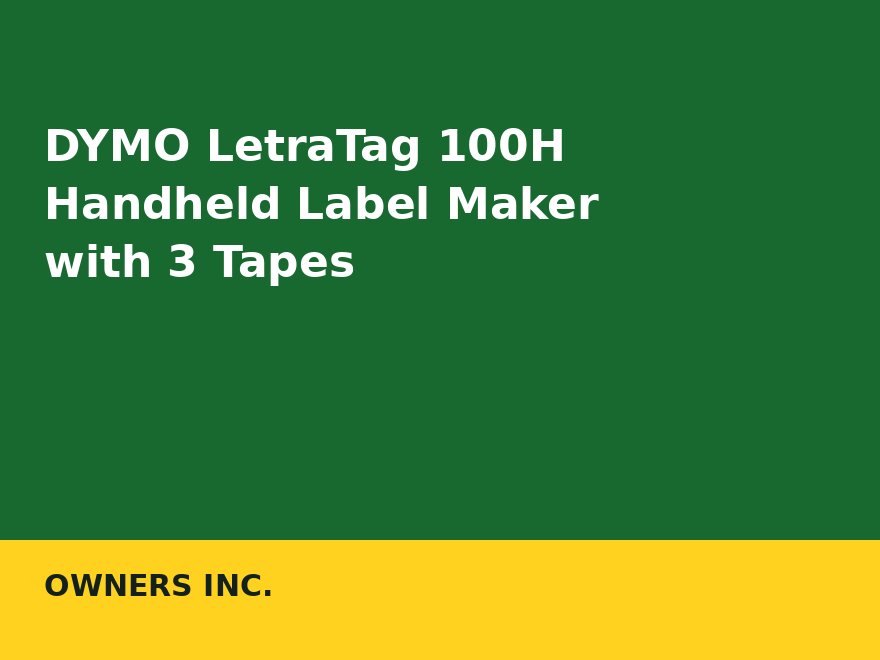 DYMO LetraTag 100H
Handheld Label Maker
with 3 Tapes
OWNERS INC.